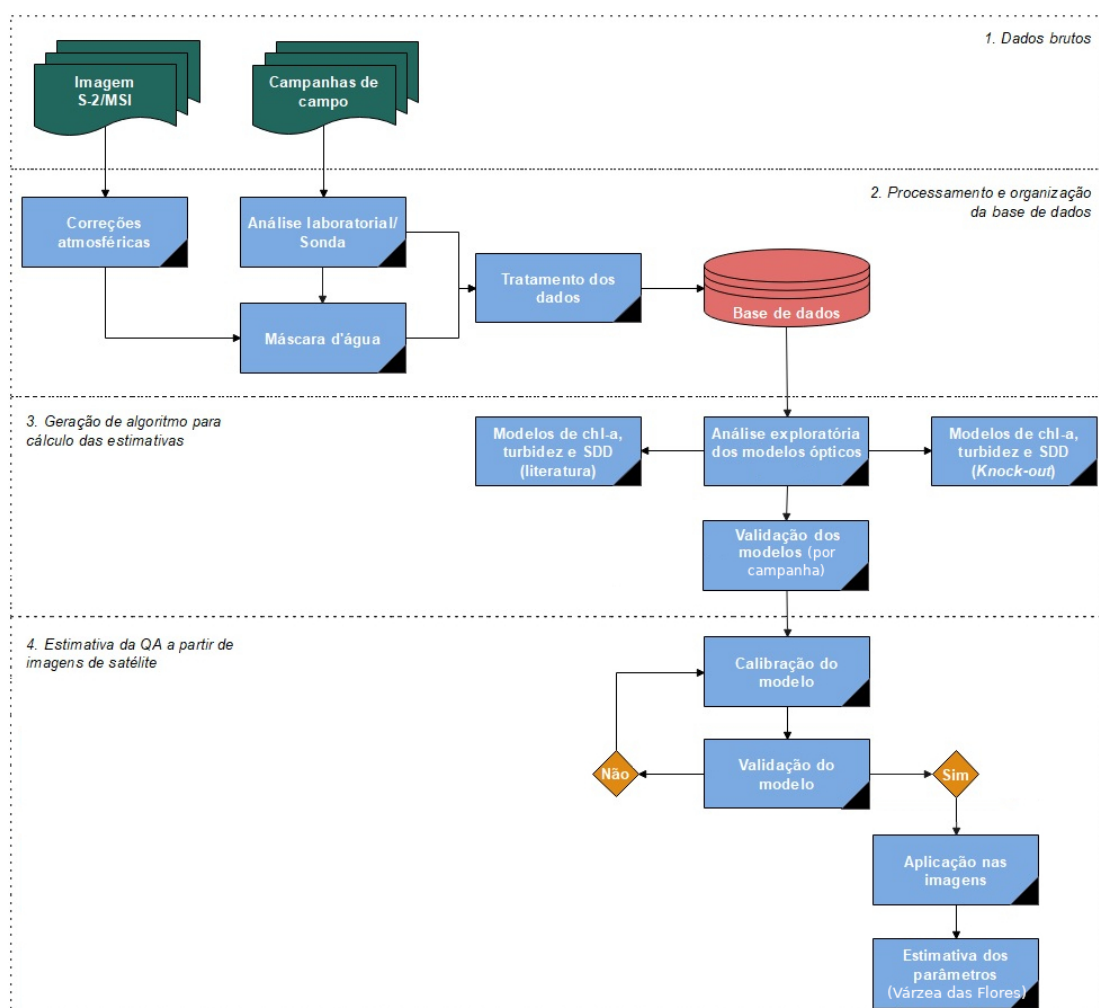 1. Dados brutos
Imagem
S-2/MSI
Campanhas de
campo
2. Processamento e organização
da base de dados
Correções
atmosféricas
Análise laboratorial/
Sonda
Tratamento dos
dados
Base de dados
Máscara d'água
3. Geração de algoritmo para
cálculo das estimativas
Modelos de chl-a,
turbidez e SDD
(literatura)
Análise exploratória
dos modelos ópticos
Modelos de chl-a,
turbidez e SDD
(Knock-out)
Validação dos
modelos (por
campanha)
4. Estimativa da QA a partir de
imagens de satélite
Calibração do
modelo
Não
Validação do
modelo
Sim
Aplicação nas
imagens
Estimativa dos
parâmetros
(Várzea das Flores)